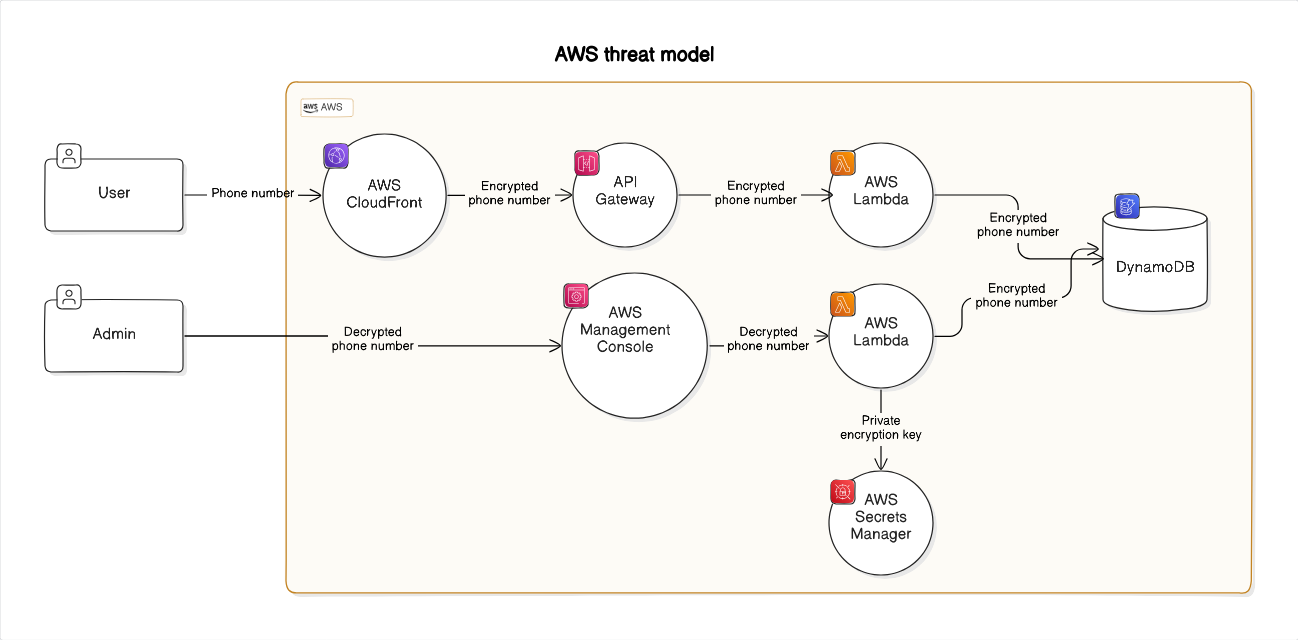 AWS threat model
aws AWS
User
Phone number
AWS
CloudFront
Encrypted
phone number
API
Gateway
Encrypted
phone number
AWS
Lambda
Encrypted
phone number
DynamoDB
Admin
Decrypted
phone number
AWS
Management
Console
Decrypted
phone number
AWS
Lambda
Encrypted
phone number
Private
encryption key
AWS
Secrets
Manager